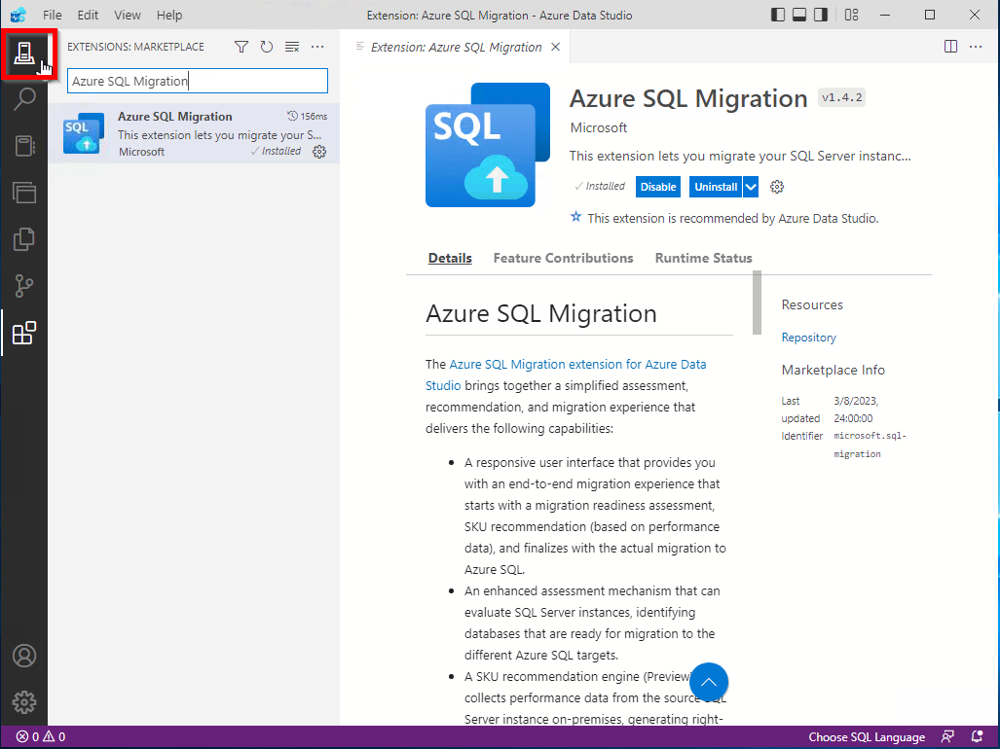 File Edit View Help
Extension: Azure SQL Migration - Azure Data Studio
EXTENSIONS: MARKETPLACE
Azure SQL Migration
Azure SQL Migration
156ms
This extension lets you migrate your S...
Microsoft
Installed
Extension: Azure SQL Migration
SQL
SQL
Azure SQL Migration
v1.4.2
Microsoft
This extension lets you migrate your SQL Server instanc...
Installed
Disable
Uninstall
This extension is recommended by Azure Data Studio.
Details
Feature Contributions
Runtime Status
Azure SQL Migration
The Azure SQL Migration extension for Azure Data
Studio brings together a simplified assessment,
recommendation, and migration experience that
delivers the following capabilities:
• A responsive user interface that provides you
with an end-to-end migration experience that
starts with a migration readiness assessment,
SKU recommendation (based on performance
data), and finalizes with the actual migration to
Azure SQL.
• An enhanced assessment mechanism that can
evaluate SQL Server instances, identifying
databases that are ready for migration to the
different Azure SQL targets.
• A SKU recommendation engine (Preview)
collects performance data from the source SQL
Server instance on-premises, generating right-
Resources
Repository
Marketplace Info
Last 3/8/2023,
updated 24:00:00
Identifier microsoft.sql-
migration
0 0
Choose SQL Language